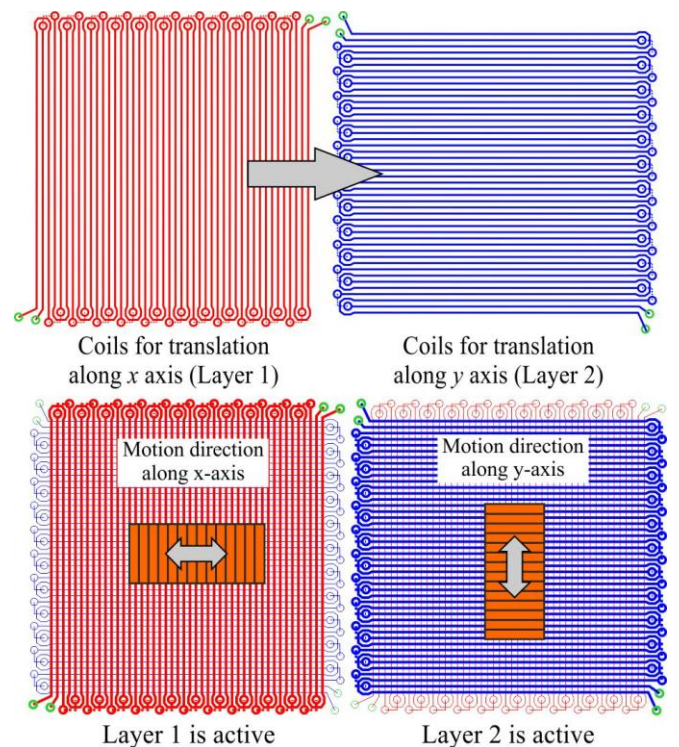 Coils for translation
along x axis (Layer 1)
Coils for translation
along y axis (Layer 2)
Motion direction
along x-axis
Motion direction
along y-axis
Layer 1 is active
Layer 2 is active